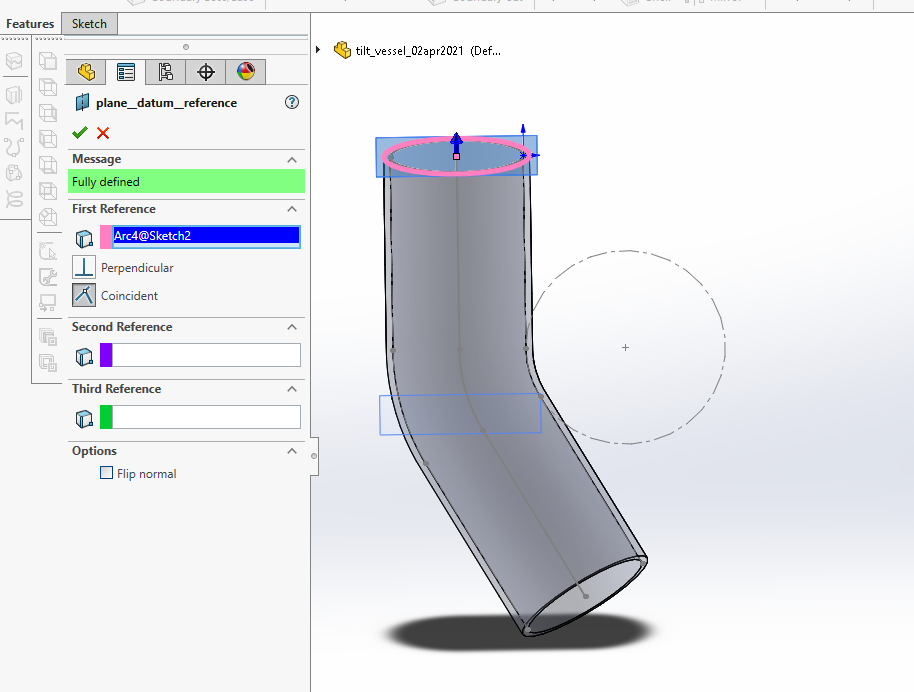 Features
Sketch
tilt_vessel_02apr2021 (Def...
plane_datum_reference
?
Message
Fully defined
First Reference
Arc4@Sketch2
Perpendicular
Coincident
Second Reference
Third Reference
Options
Flip normal